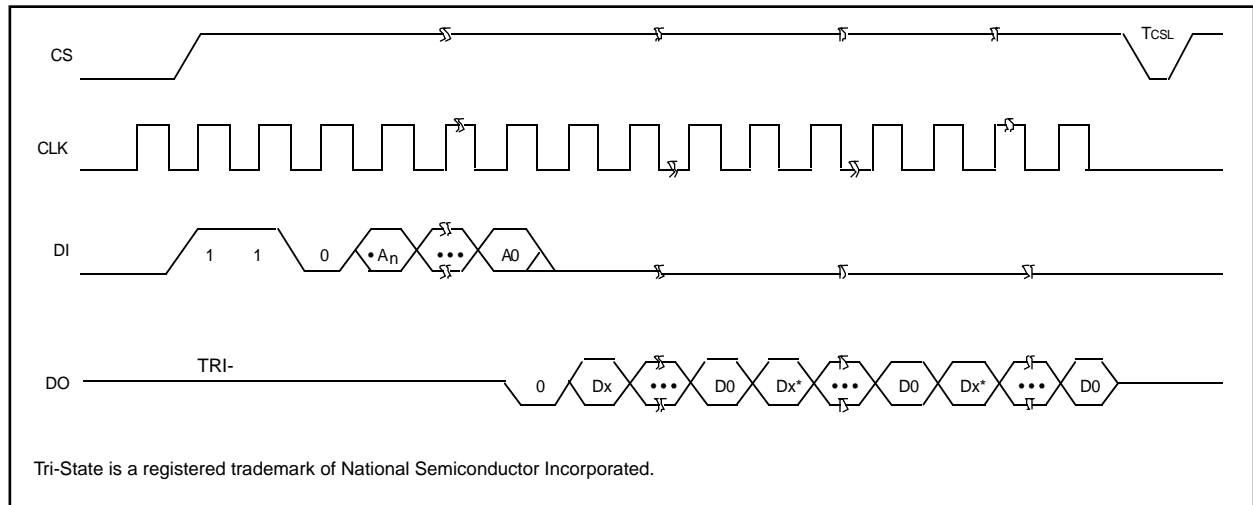 CS
TCSL
CLK
DI
1 1 0 •An ••• A0
TRI-
DO
0 Dx ••• D0 Dx* ••• D0 Dx* ••• D0
Tri-State is a registered trademark of National Semiconductor Incorporated.